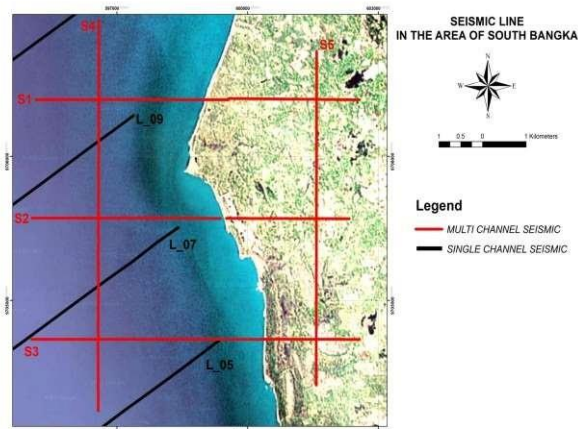 SEISMIC LINE
IN THE AREA OF SOUTH BANGKA
S4
S5
S1
L_09
S2
L_07
S3
L_05
N
W
E
1 0.5 0 1 Kilometers
Legend
MULTI CHANNEL SEISMIC
SINGLE CHANNEL SEISMIC